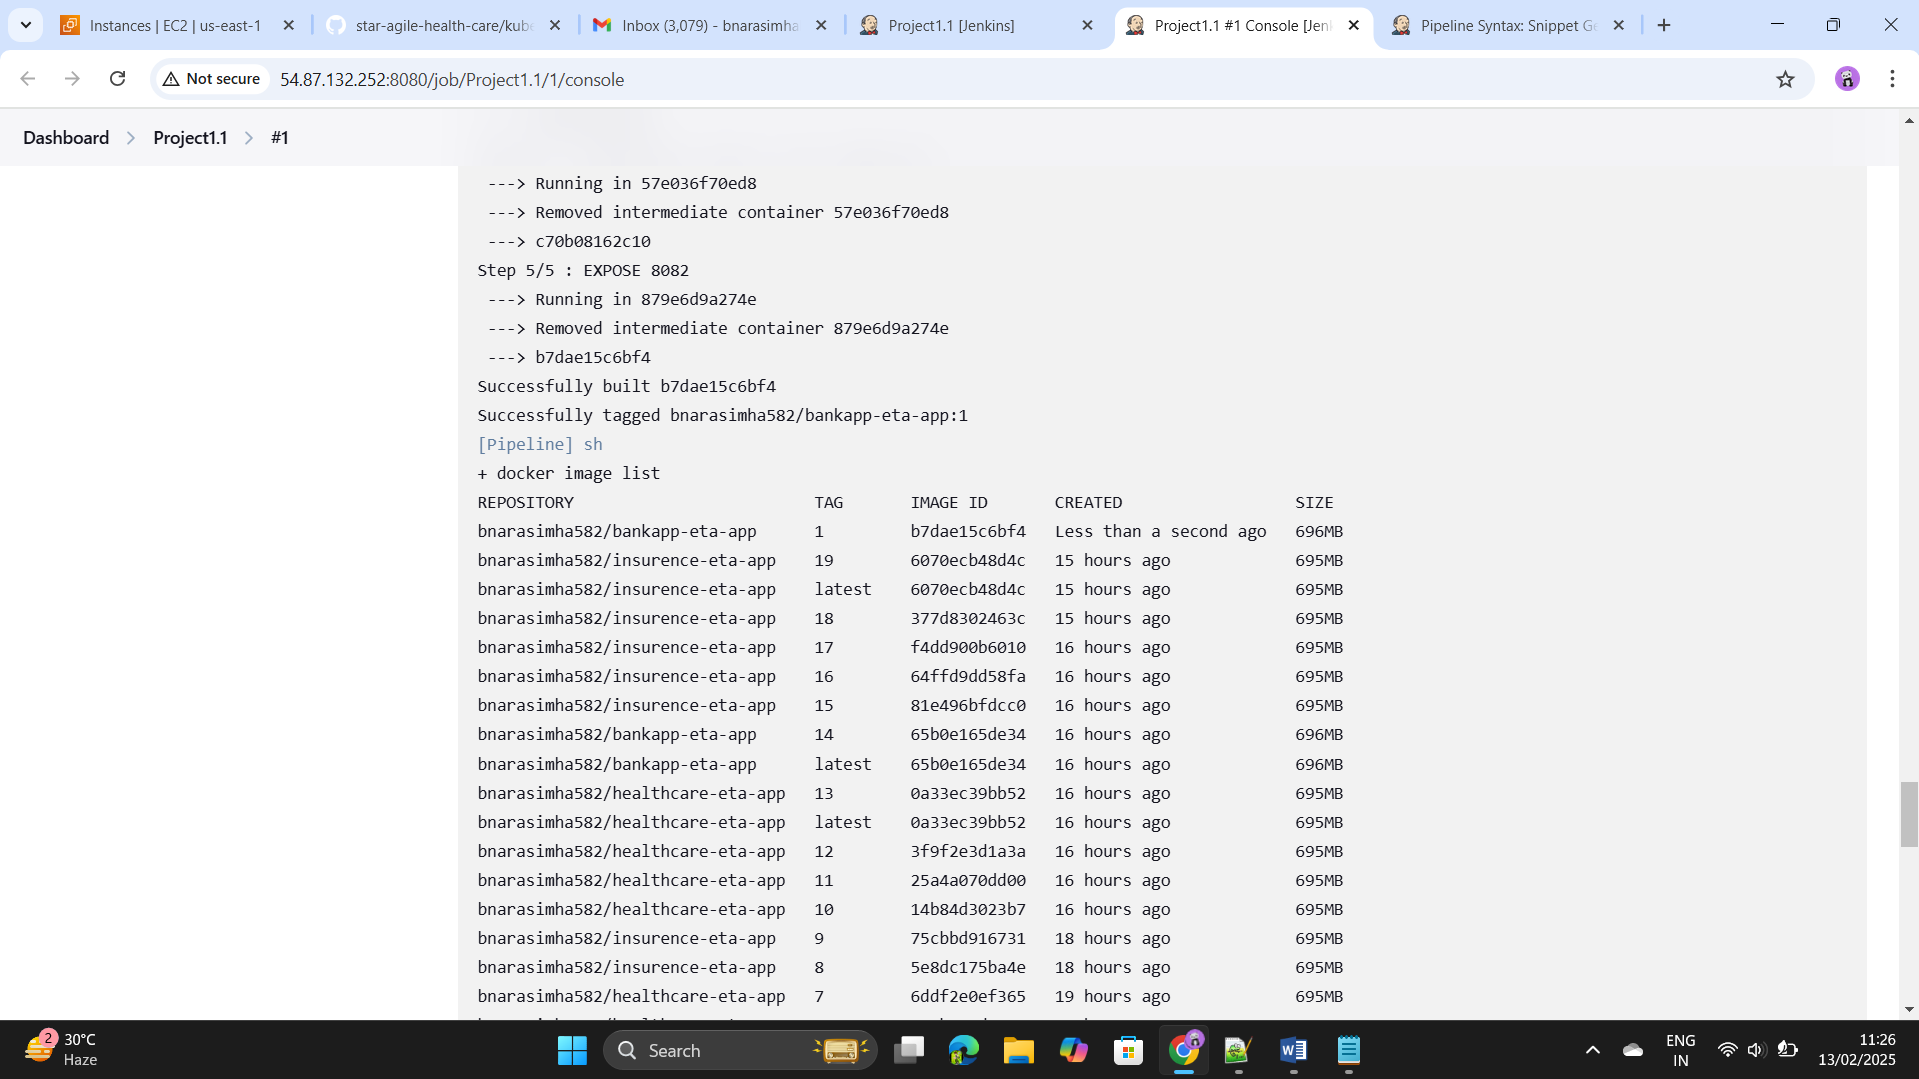 Instances | EC2 | us-east-1
star-agile-health-care/kube
Inbox (3,079) - bnarasimha
Project1.1 [Jenkins]
Project1.1 #1 Console [Jenk
Pipeline Syntax: Snippet Ge
Not secure 54.87.132.252:8080/job/Project1.1/1/console
Dashboard > Project1.1 > #1
---> Running in 57e036f70ed8
---> Removed intermediate container 57e036f70ed8
---> c70b08162c10
Step 5/5 : EXPOSE 8082
---> Running in 879e6d9a274e
---> Removed intermediate container 879e6d9a274e
---> b7dae15c6bf4
Successfully built b7dae15c6bf4
Successfully tagged bnarasimha582/bankapp-eta-app:1
[Pipeline] sh
+ docker image list
REPOSITORY TAG IMAGE ID CREATED SIZE
bnarasimha582/bankapp-eta-app 1 b7dae15c6bf4 Less than a second ago 696MB
bnarasimha582/insurence-eta-app 19 6070ecb48d4c 15 hours ago 695MB
bnarasimha582/insurence-eta-app latest 6070ecb48d4c 15 hours ago 695MB
bnarasimha582/insurence-eta-app 18 377d8302463c 15 hours ago 695MB
bnarasimha582/insurence-eta-app 17 f4dd900b6010 16 hours ago 695MB
bnarasimha582/insurence-eta-app 16 64ffd9dd58fa 16 hours ago 695MB
bnarasimha582/insurence-eta-app 15 81e496bfdcc0 16 hours ago 695MB
bnarasimha582/bankapp-eta-app 14 65b0e165de34 16 hours ago 696MB
bnarasimha582/bankapp-eta-app latest 65b0e165de34 16 hours ago 696MB
bnarasimha582/healthcare-eta-app 13 0a33ec39bb52 16 hours ago 695MB
bnarasimha582/healthcare-eta-app latest 0a33ec39bb52 16 hours ago 695MB
bnarasimha582/healthcare-eta-app 12 3f9f2e3d1a3a 16 hours ago 695MB
bnarasimha582/healthcare-eta-app 11 25a4a070dd00 16 hours ago 695MB
bnarasimha582/healthcare-eta-app 10 14b84d3023b7 16 hours ago 695MB
bnarasimha582/insurence-eta-app 9 75cbbd916731 18 hours ago 695MB
bnarasimha582/insurence-eta-app 8 5e8dc175ba4e 18 hours ago 695MB
bnarasimha582/healthcare-eta-app 7 6ddf2e0ef365 19 hours ago 695MB
2
30°C
Haze
Search
ENG
IN
11:26
13/02/2025